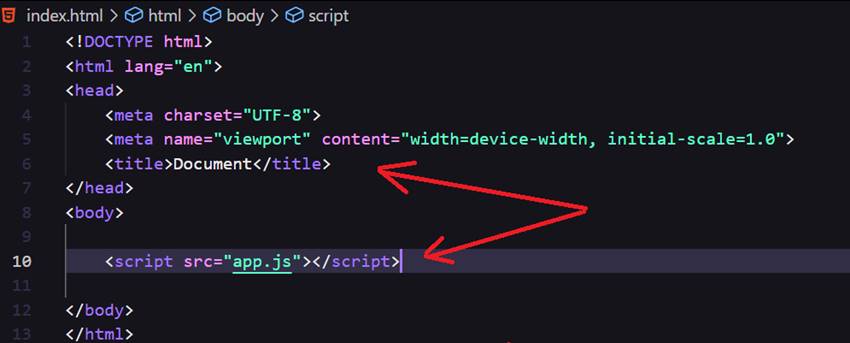 index.html > html > body > script
1 <!DOCTYPE html>
2 <html lang="en">
3 <head>
4     <meta charset="UTF-8">
5     <meta name="viewport" content="width=device-width, initial-scale=1.0">
6     <title>Document</title>
7 </head>
8 <body>
9
10     <script src="app.js"></script>
11
12 </body>
13 </html>